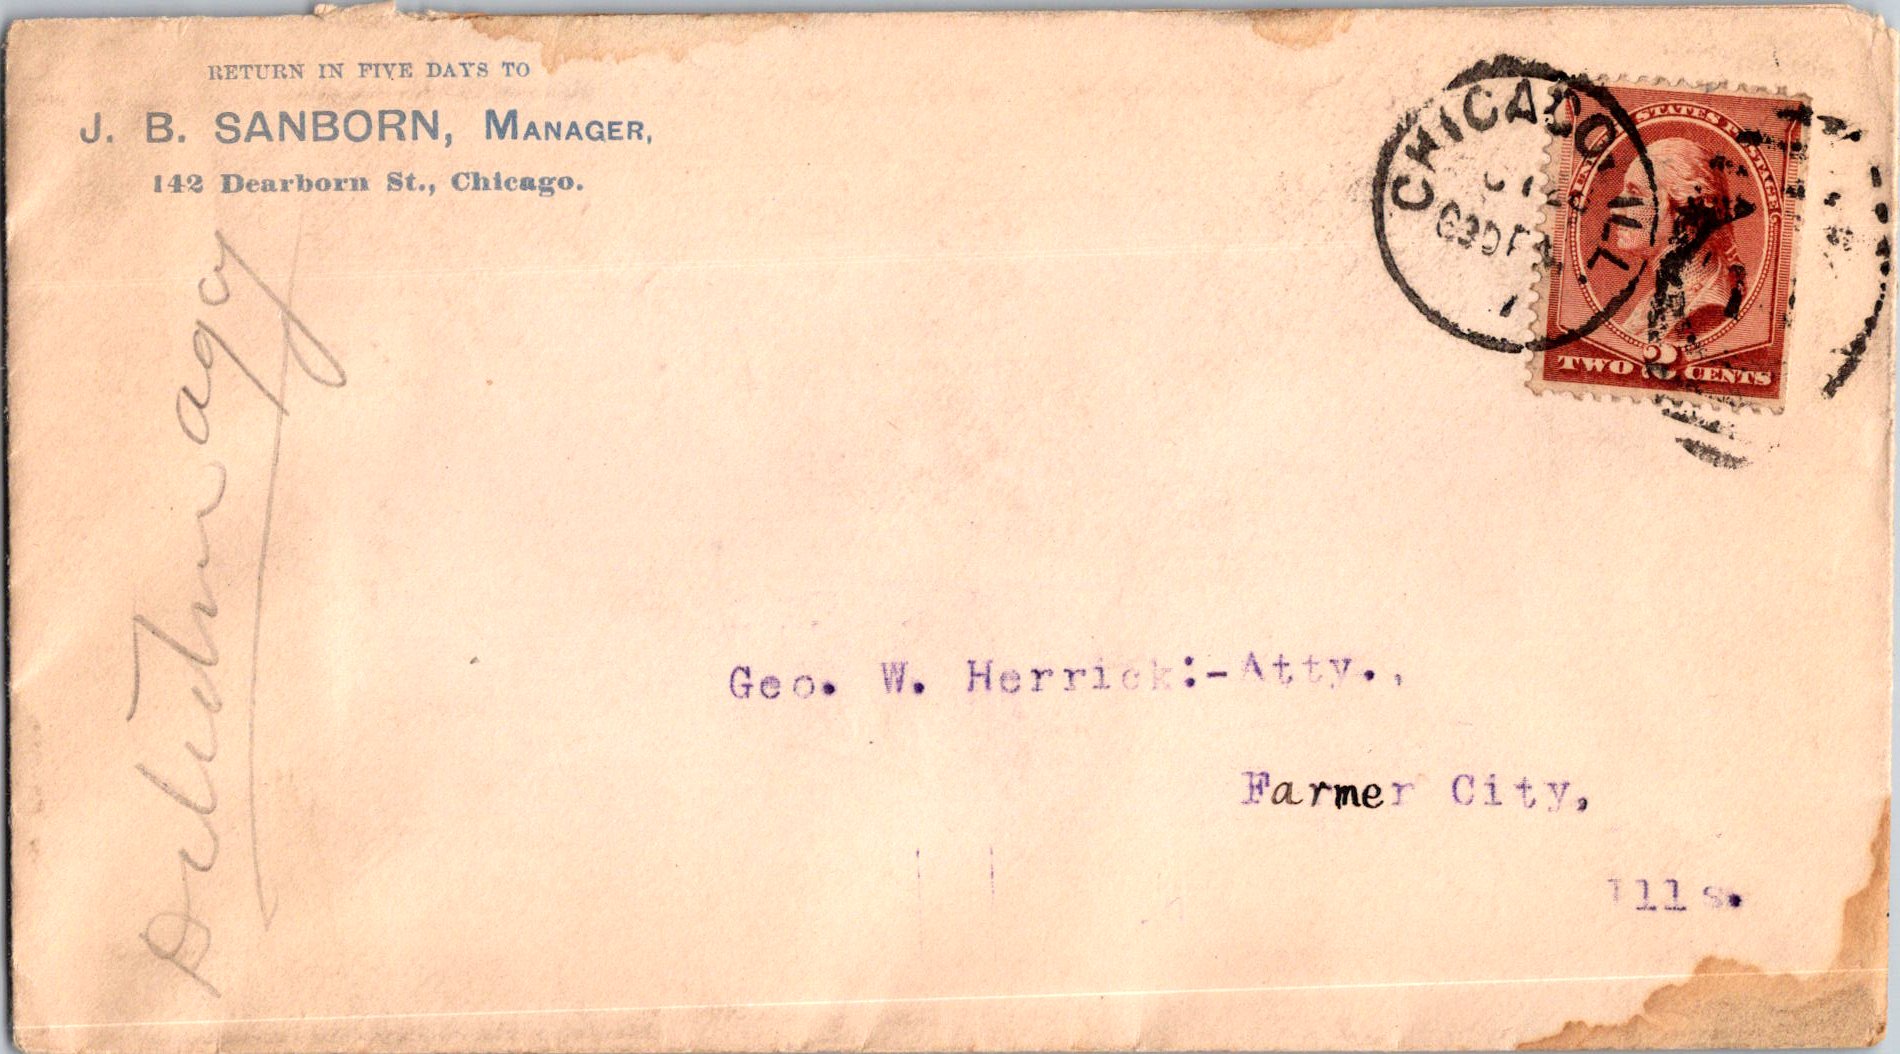 RETURN IN FIVE DAYS TO
J. B. SANBORN, MANAGER,
142 Dearborn St., Chicago.
CHICAGO
ILL.
UNITED STATES POSTAGE
TWO 2 CENTS
Geo. W. Herrick:-Atty.,
Farmer City,
Ills.